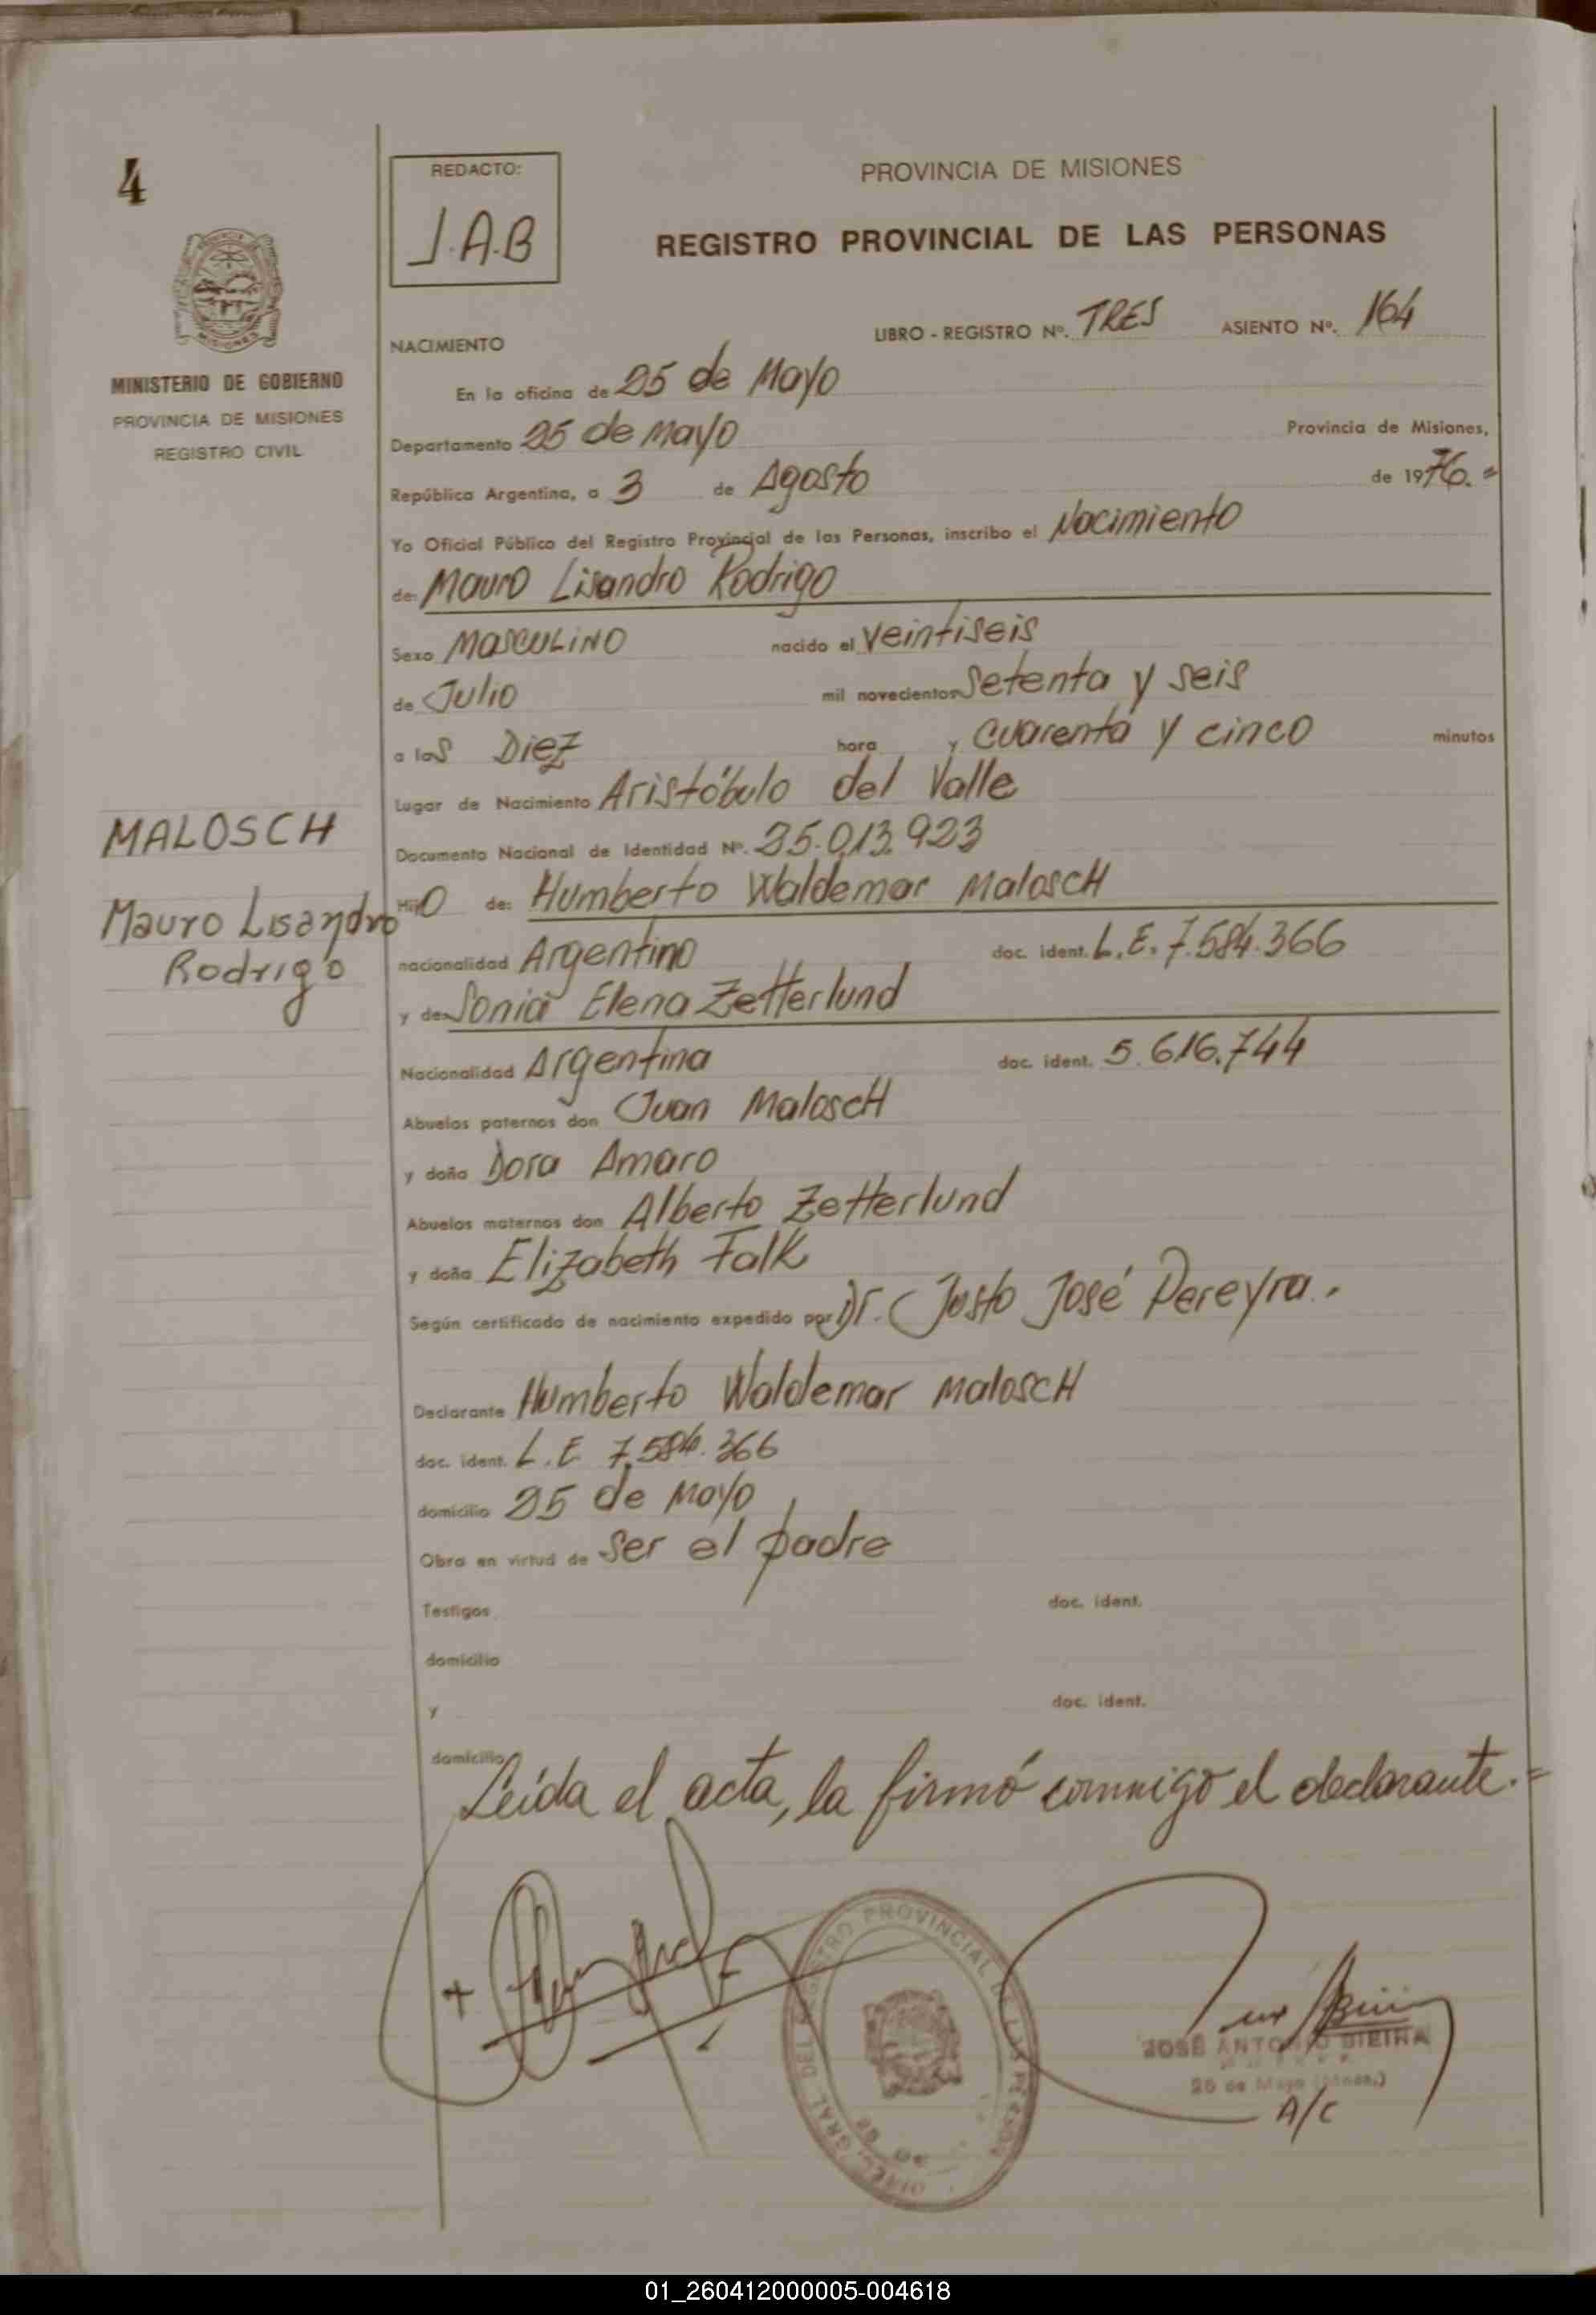 4
REDACTO:
J.A.B
PROVINCIA DE MISIONES
REGISTRO PROVINCIAL DE LAS PERSONAS
MINISTERIO DE GOBIERNO
PROVINCIA DE MISIONES
REGISTRO CIVIL
LIBRO - REGISTRO Nº. TRES ASIENTO Nº. 164
NACIMIENTO
En la oficina de 25 de Mayo
Departamento 25 de Mayo Provincia de Misiones,
República Argentina, a 3 de Agosto de 1976.=
Yo Oficial Público del Registro Provincial de las Personas, inscribo el Nacimiento
de: Mauro Lisandro Rodrigo
Sexo MASCULINO nacido el Veintiseis
de Julio mil novecientos Setenta y Seis
a las Diez hora y Cuarenta y cinco minutos
Lugar de Nacimiento Aristóbulo del Valle
Documento Nacional de Identidad Nº. 25.013.923
MALOSCH
Mauro Lisandro
Rodrigo
Hijo de: Humberto Waldemar Malosch
nacionalidad Argentino doc. ident. L.E. 7.584.366
y de Sonia Elena Zetterlund
Nacionalidad Argentina doc. ident. 5.616.744
Abuelos paternos don Juan Malosch
y doña Dora Amaro
Abuelos maternos don Alberto Zetterlund
y doña Elizabeth Falk
Según certificado de nacimiento expedido por Dr. Justo José Pereyra.
Declarante Humberto Waldemar Malosch
doc. ident. L.E 7.584.366
domicilio 25 de Mayo
Obra en virtud de Ser el padre
Testigos doc. ident.
domicilio
y doc. ident.
domicilio
Leída el acta, la firmó conmigo el declarante.=
PROVINCIAL
JOSÉ ANTONIO
25 de Mayo (Mnes.)
A/C
01_260412000005-004618